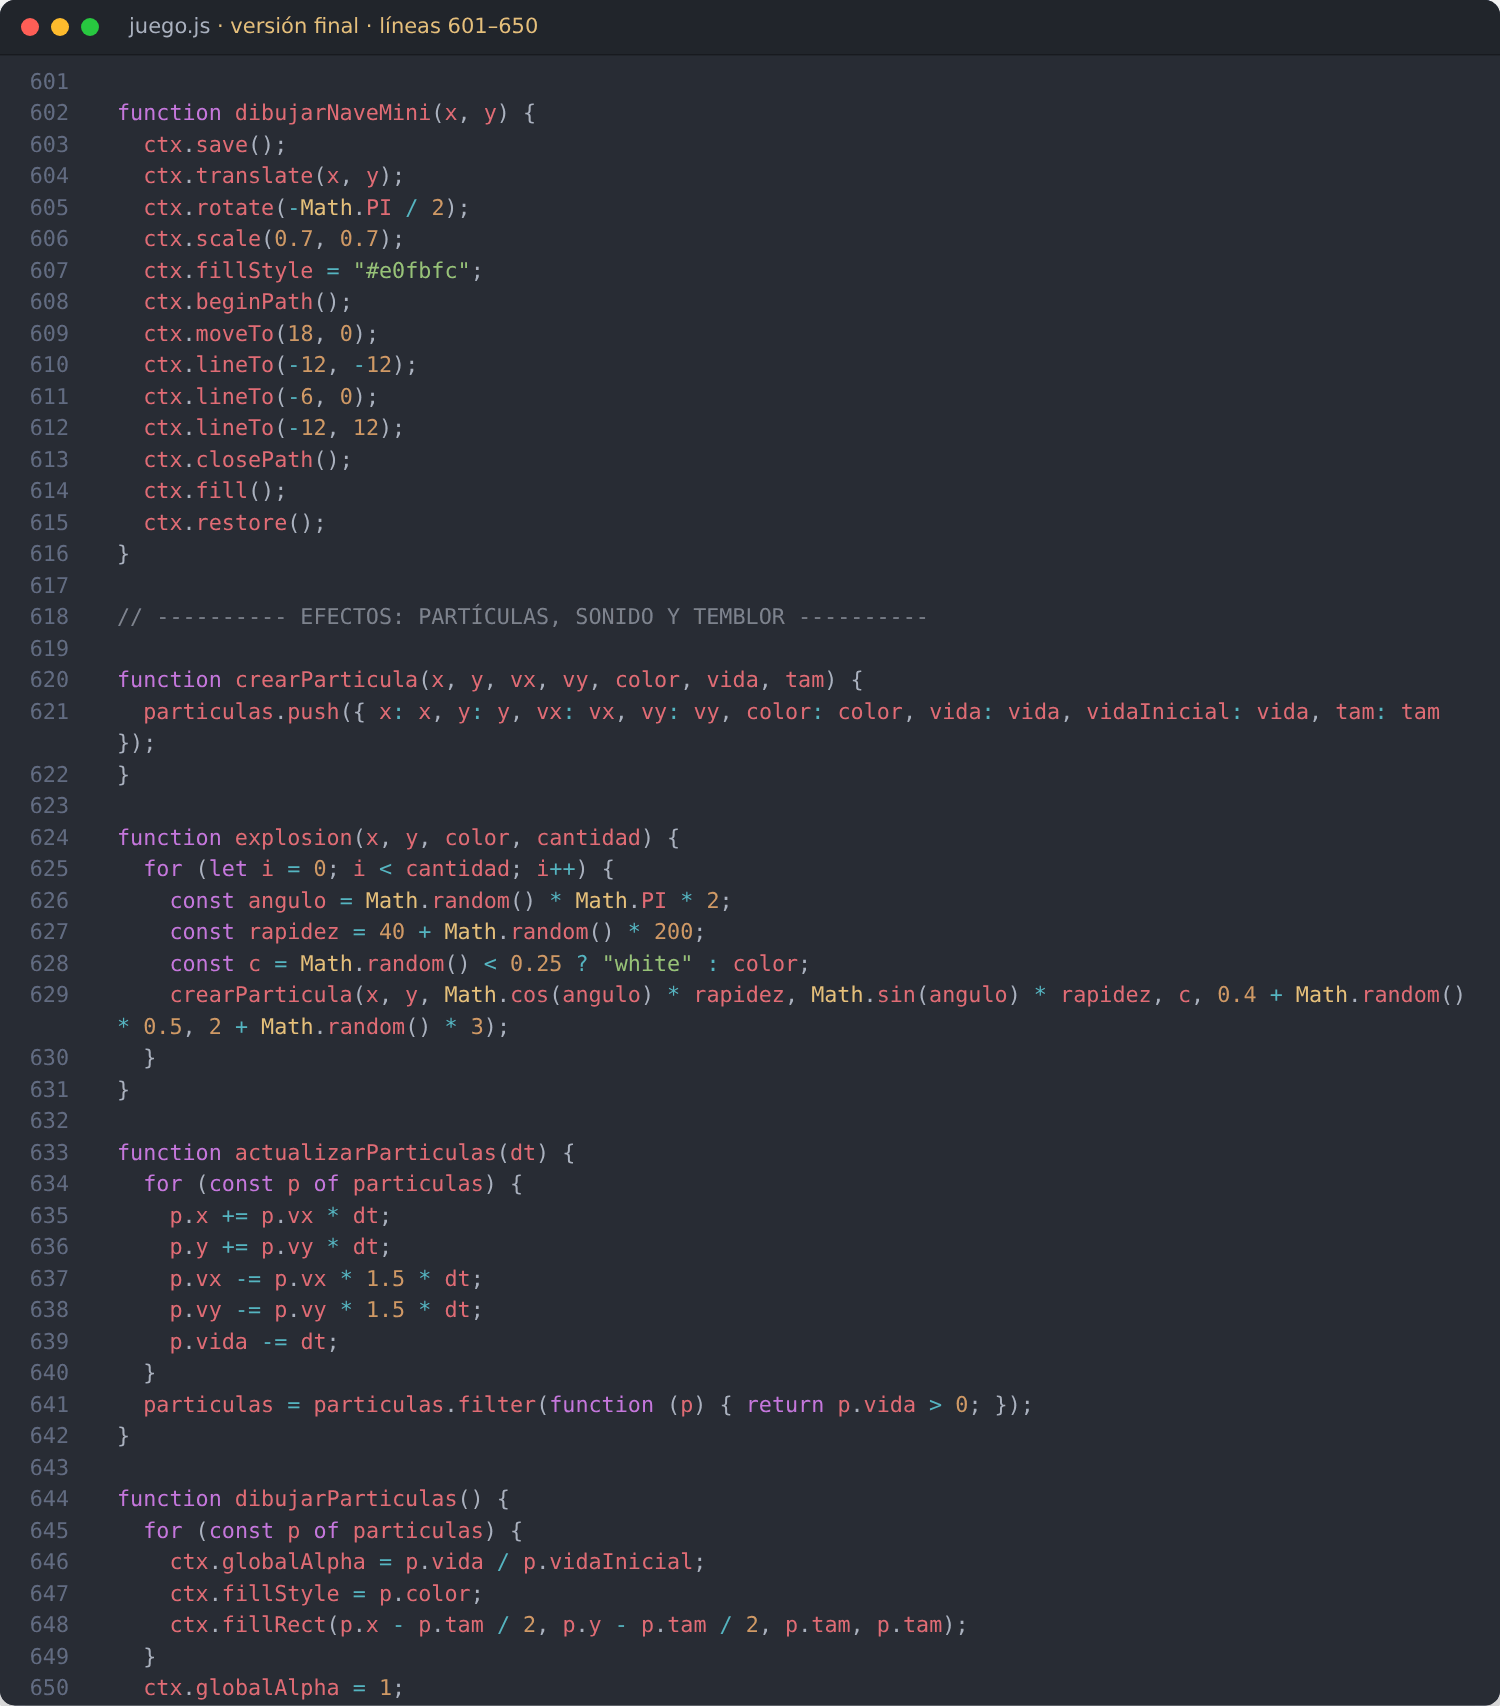 juego.js · versión final · líneas 601–650
601
602 function dibujarNaveMini(x, y) {
603   ctx.save();
604   ctx.translate(x, y);
605   ctx.rotate(-Math.PI / 2);
606   ctx.scale(0.7, 0.7);
607   ctx.fillStyle = "#e0fbfc";
608   ctx.beginPath();
609   ctx.moveTo(18, 0);
610   ctx.lineTo(-12, -12);
611   ctx.lineTo(-6, 0);
612   ctx.lineTo(-12, 12);
613   ctx.closePath();
614   ctx.fill();
615   ctx.restore();
616 }
617
618 // ---------- EFECTOS: PARTÍCULAS, SONIDO Y TEMBLOR ----------
619
620 function crearParticula(x, y, vx, vy, color, vida, tam) {
621   particulas.push({ x: x, y: y, vx: vx, vy: vy, color: color, vida: vida, vidaInicial: vida, tam: tam
});
622 }
623
624 function explosion(x, y, color, cantidad) {
625   for (let i = 0; i < cantidad; i++) {
626     const angulo = Math.random() * Math.PI * 2;
627     const rapidez = 40 + Math.random() * 200;
628     const c = Math.random() < 0.25 ? "white" : color;
629     crearParticula(x, y, Math.cos(angulo) * rapidez, Math.sin(angulo) * rapidez, c, 0.4 + Math.random()
* 0.5, 2 + Math.random() * 3);
630   }
631 }
632
633 function actualizarParticulas(dt) {
634   for (const p of particulas) {
635     p.x += p.vx * dt;
636     p.y += p.vy * dt;
637     p.vx -= p.vx * 1.5 * dt;
638     p.vy -= p.vy * 1.5 * dt;
639     p.vida -= dt;
640   }
641   particulas = particulas.filter(function (p) { return p.vida > 0; });
642 }
643
644 function dibujarParticulas() {
645   for (const p of particulas) {
646     ctx.globalAlpha = p.vida / p.vidaInicial;
647     ctx.fillStyle = p.color;
648     ctx.fillRect(p.x - p.tam / 2, p.y - p.tam / 2, p.tam, p.tam);
649   }
650   ctx.globalAlpha = 1;